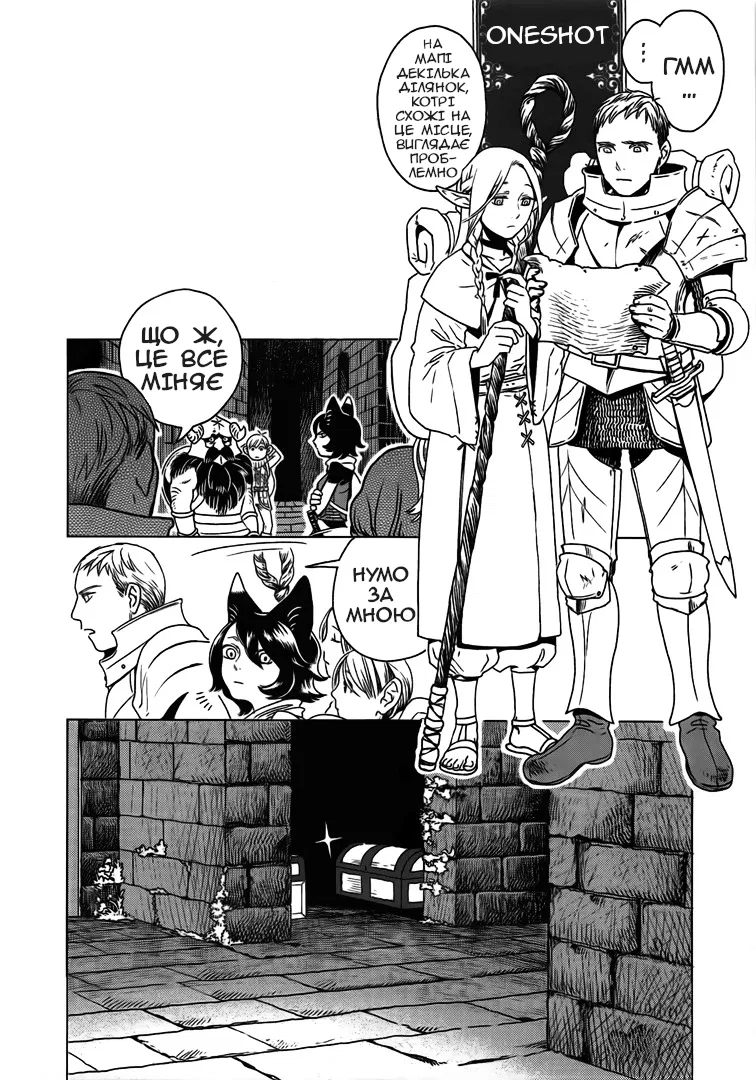 ONESHOT
...
ГММ
...
НА
МАПІ
ДЕКІЛЬКА
ДІЛЯНОК,
КОТРІ
СХОЖІ НА
ЦЕ МІСЦЕ,
ВИГЛЯДАЄ
ПРОБ-
ЛЕМНО
ЩО Ж,
ЦЕ ВСЕ
МІНЯЄ
НУМО
ЗА
МНОЮ